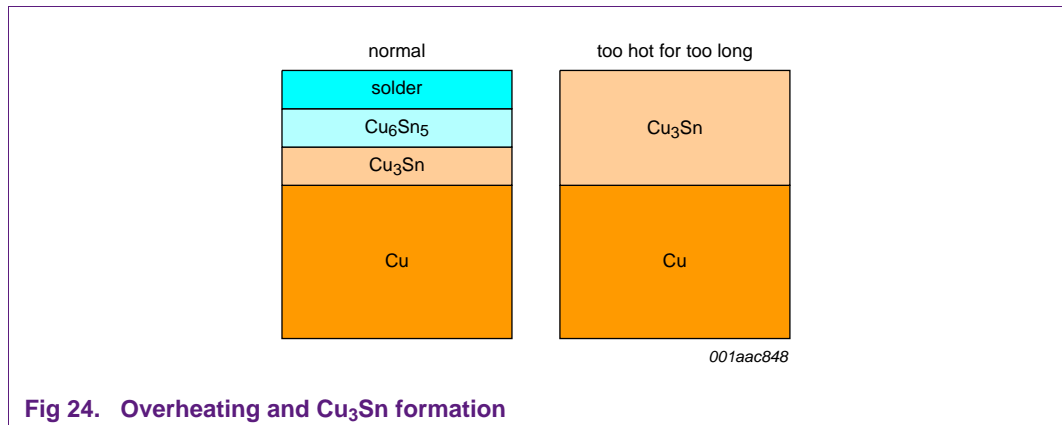 normal
too hot for too long
solder
Cu6Sn5
Cu3Sn
Cu
Cu3Sn
Cu
001aac848
Fig 24. Overheating and Cu3Sn formation